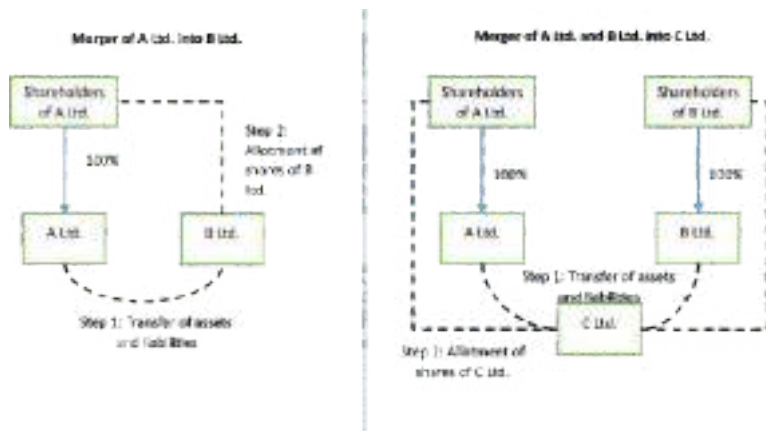 Merger of A Ltd. into B Ltd.
Shareholders
of A Ltd.
100%
Step 2:
Allotment of
shares of B
Ltd.
A Ltd.
B Ltd.
Step 1: Transfer of assets
and liabilities
Merger of A Ltd. and B Ltd. into C Ltd.
Shareholders
of A Ltd.
Shareholders
of B Ltd.
100%
100%
A Ltd.
B Ltd.
Step 1: Transfer of assets
and liabilities
C Ltd.
Step 2: Allotment of
shares of C Ltd.